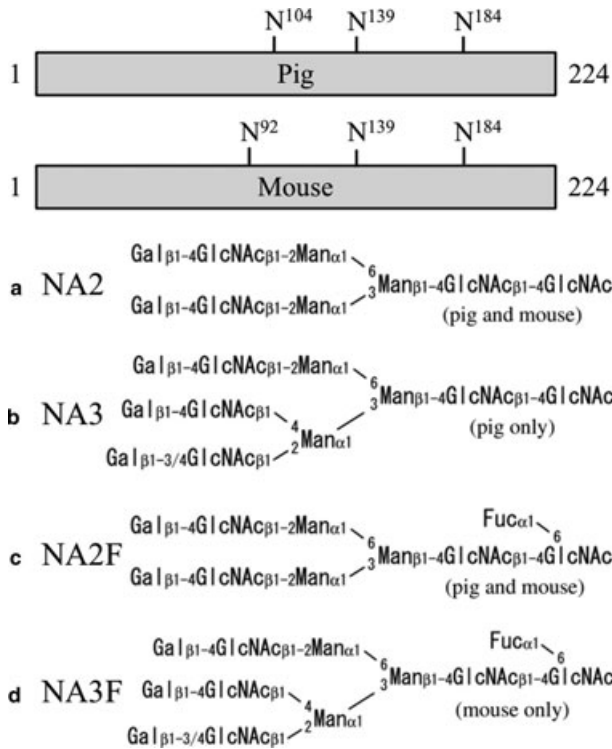 N104 N139 N184
1 Pig 224
N92 N139 N184
1 Mouse 224
a NA2
Galβ1-4GlcNAcβ1-2Manα1
6
Manβ1-4GlcNAcβ1-4GlcNAc
3
Galβ1-4GlcNAcβ1-2Manα1
(pig and mouse)
b NA3
Galβ1-4GlcNAcβ1-2Manα1
6
Manβ1-4GlcNAcβ1-4GlcNAc
3
Galβ1-4GlcNAcβ1
4
Manα1
2
Galβ1-3/4GlcNAcβ1
(pig only)
c NA2F
Fucα1
6
Galβ1-4GlcNAcβ1-2Manα1
6
Manβ1-4GlcNAcβ1-4GlcNAc
3
Galβ1-4GlcNAcβ1-2Manα1
(pig and mouse)
d NA3F
Fucα1
6
Galβ1-4GlcNAcβ1-2Manα1
6
Manβ1-4GlcNAcβ1-4GlcNAc
3
Galβ1-4GlcNAcβ1
4
Manα1
2
Galβ1-3/4GlcNAcβ1
(mouse only)